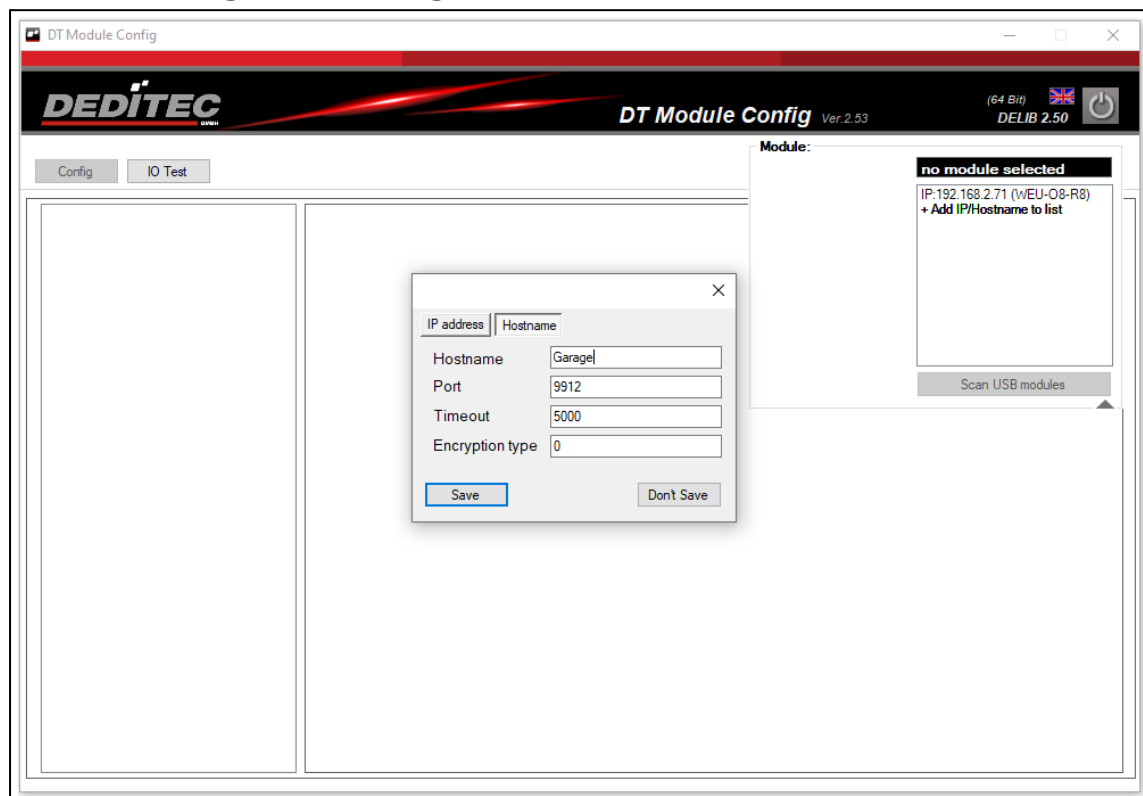 DT Module Config
DEDITEC
GMBH
DT Module Config Ver.2.53
(64 Bit)
DELIB 2.50
Config
IO Test
Module:
no module selected
IP:192.168.2.71 (WEU-O8-R8)
+ Add IP/Hostname to list
Scan USB modules
IP address
Hostname
Hostname Garage
Port 9912
Timeout 5000
Encryption type 0
Save
Don't Save